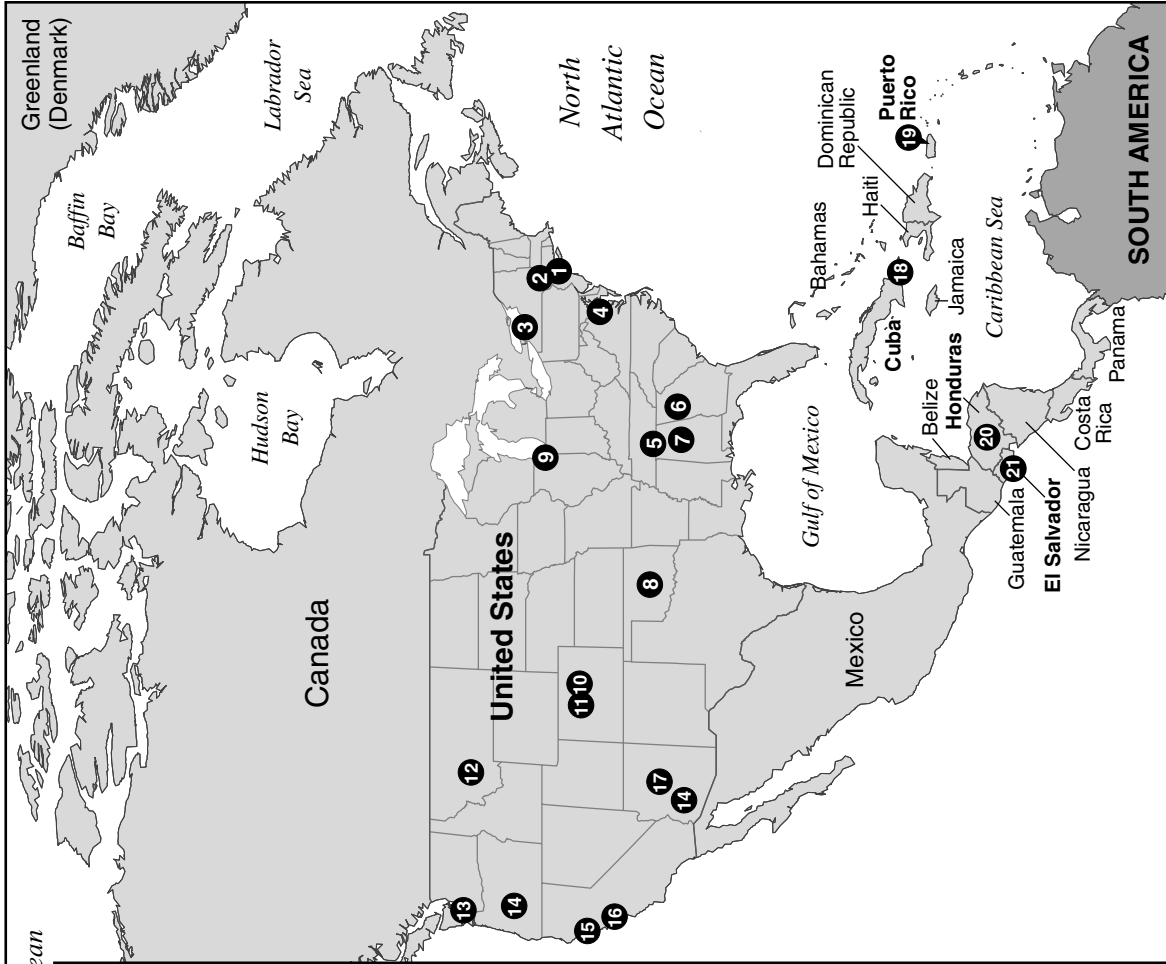 ean
Greenland
(Denmark)
Baffin
Bay
Labrador
Sea
Hudson
Bay
Canada
United States
North
Atlantic
Ocean
13
12
14
3
2
1
9
11
10
15
16
4
8
5
17
14
7
6
Gulf of Mexico
Bahamas
Mexico
Cuba
18
Haiti
Dominican
Republic
Puerto
Rico
19
Jamaica
Belize
Honduras
Caribbean Sea
20
21
Guatemala
El Salvador
Nicaragua
Costa
Rica
Panama
SOUTH AMERICA